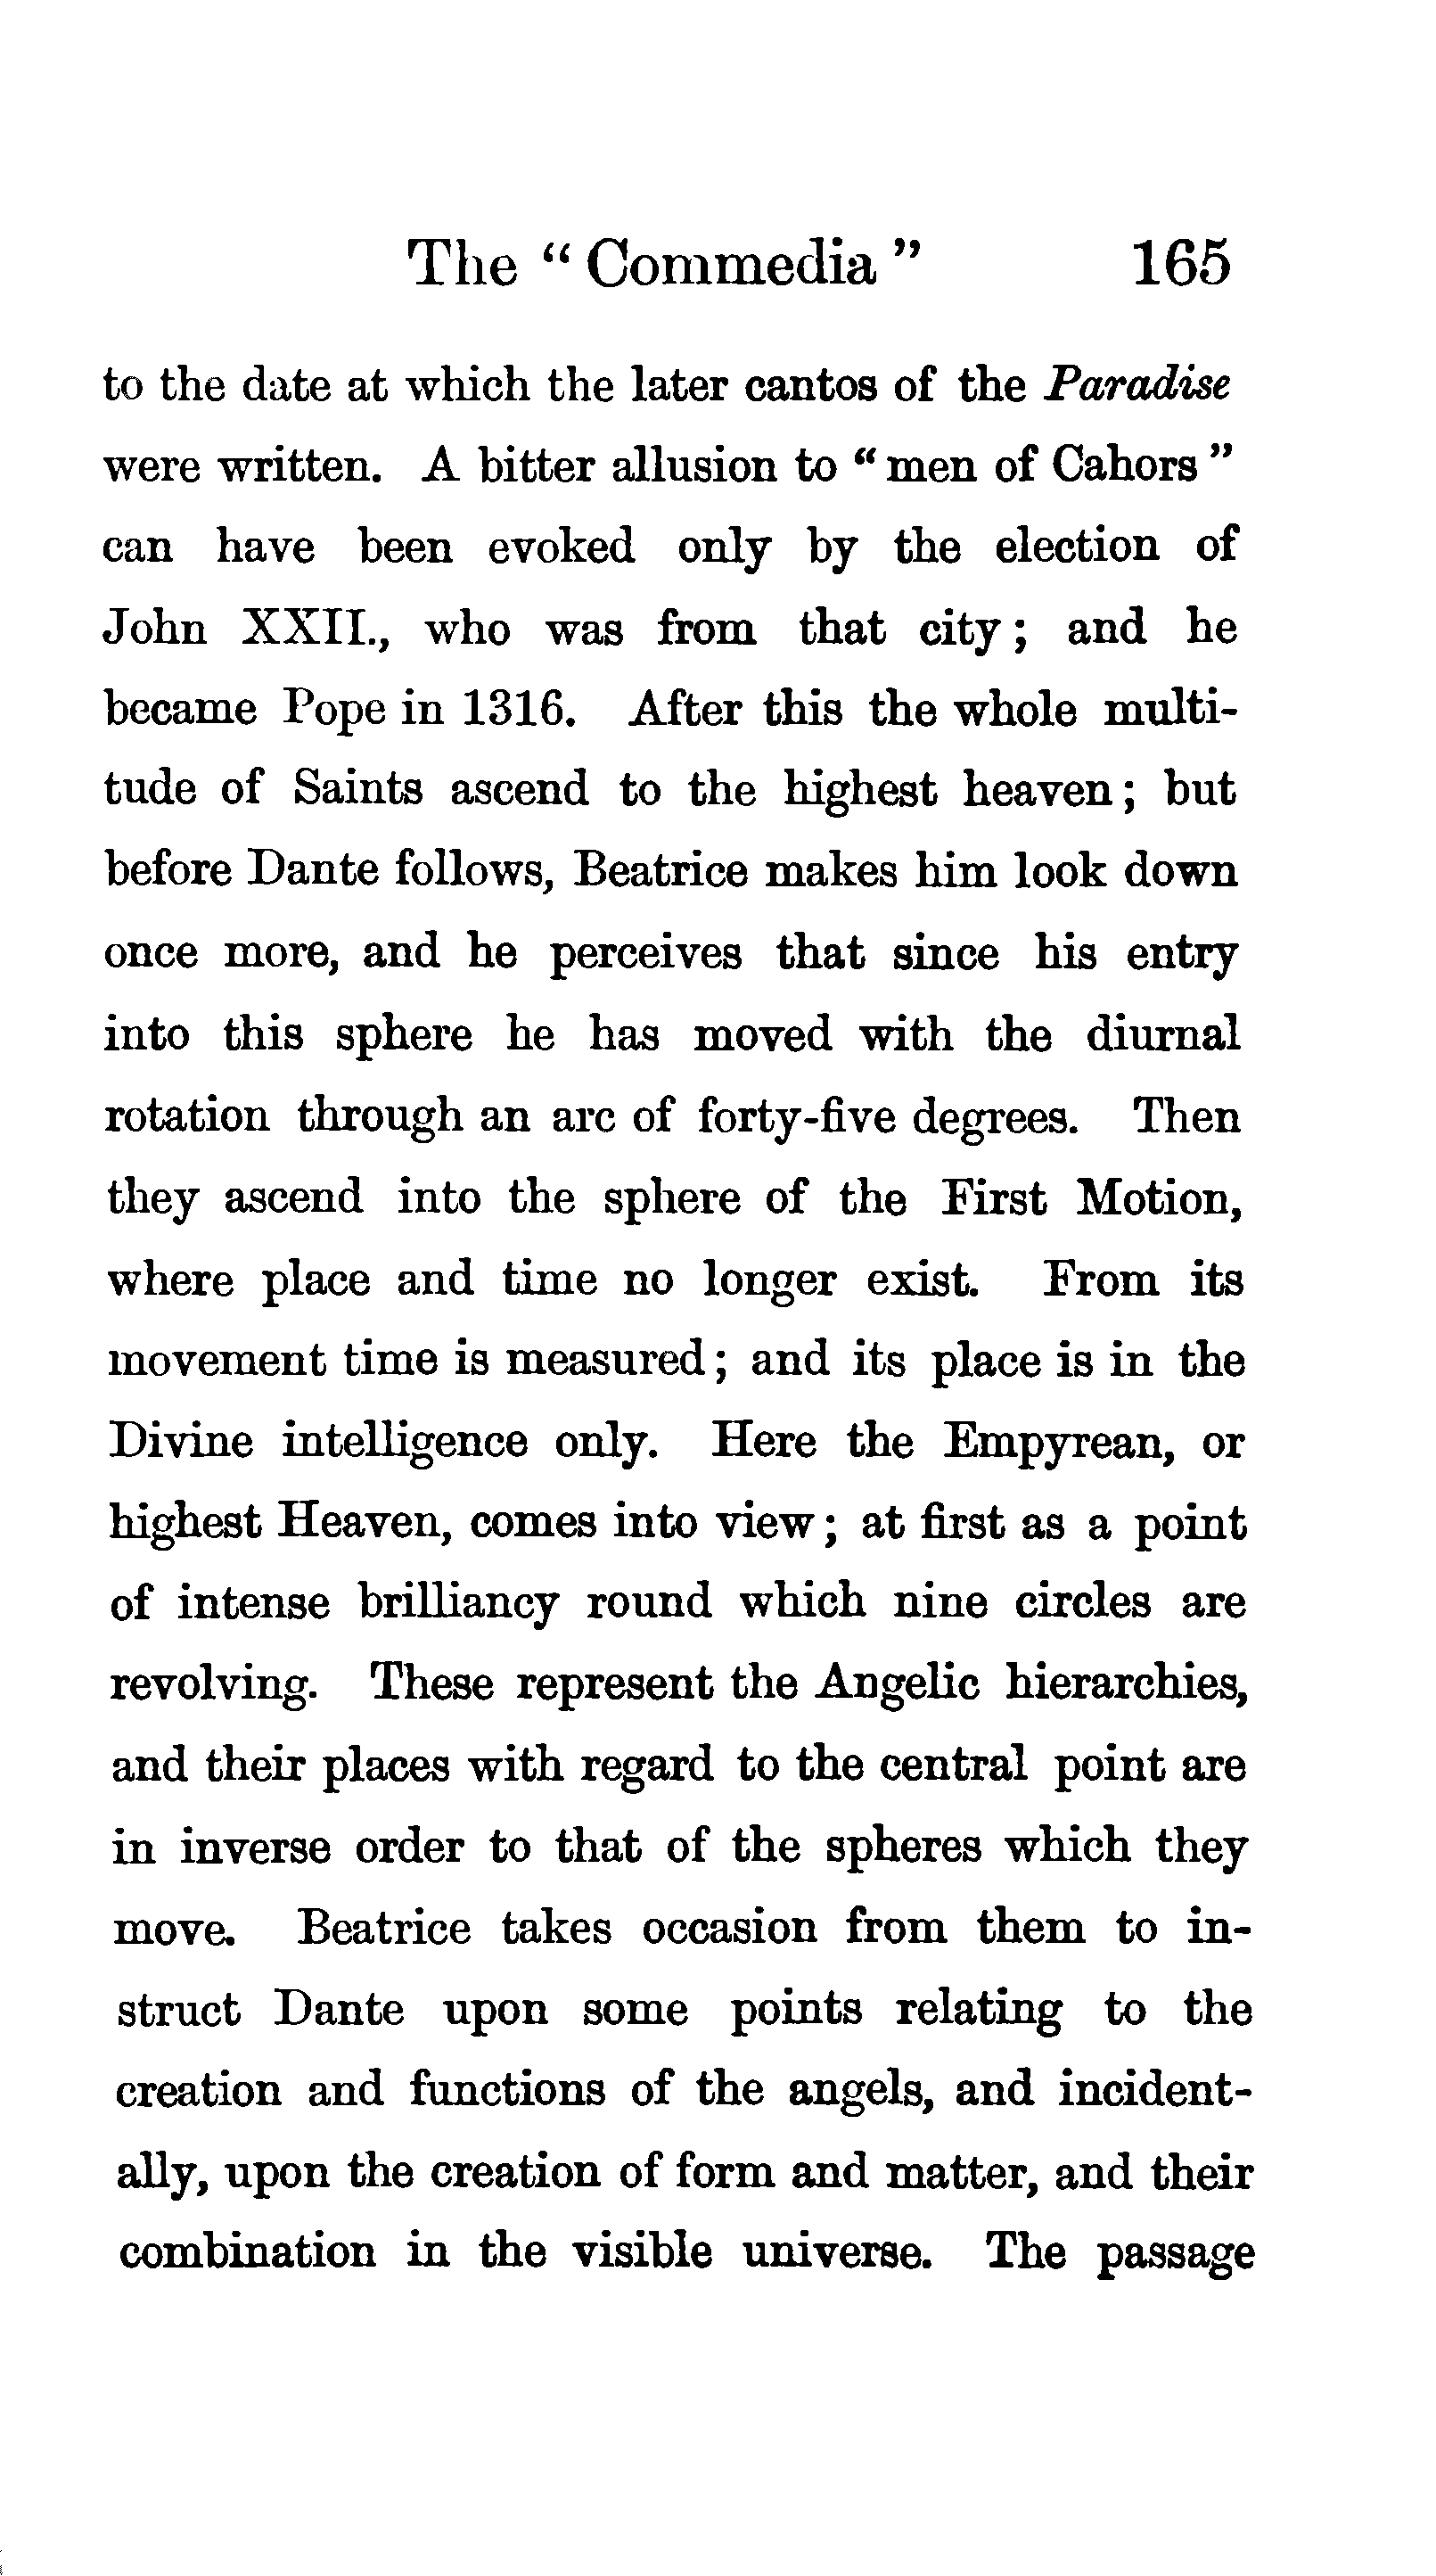 The “ Commedia ” 165
to the date at which the later cantos of the Paradise
were written. A bitter allusion to “ men of Cahors ”
can have been evoked only by the election of
John XXII., who was from that city ; and he
became Pope in 1316. After this the whole multi-
tude of Saints ascend to the highest heaven ; but
before Dante follows, Beatrice makes him look down
once more, and he perceives that since his entry
into this sphere he has moved with the diurnal
rotation through an arc of forty-five degrees. Then
they ascend into the sphere of the First Motion,
where place and time no longer exist. From its
movement time is measured ; and its place is in the
Divine intelligence only. Here the Empyrean, or
highest Heaven, comes into view ; at first as a point
of intense brilliancy round which nine circles are
revolving. These represent the Angelic hierarchies,
and their places with regard to the central point are
in inverse order to that of the spheres which they
move. Beatrice takes occasion from them to in-
struct Dante upon some points relating to the
creation and functions of the angels, and incident-
ally, upon the creation of form and matter, and their
combination in the visible universe. The passage